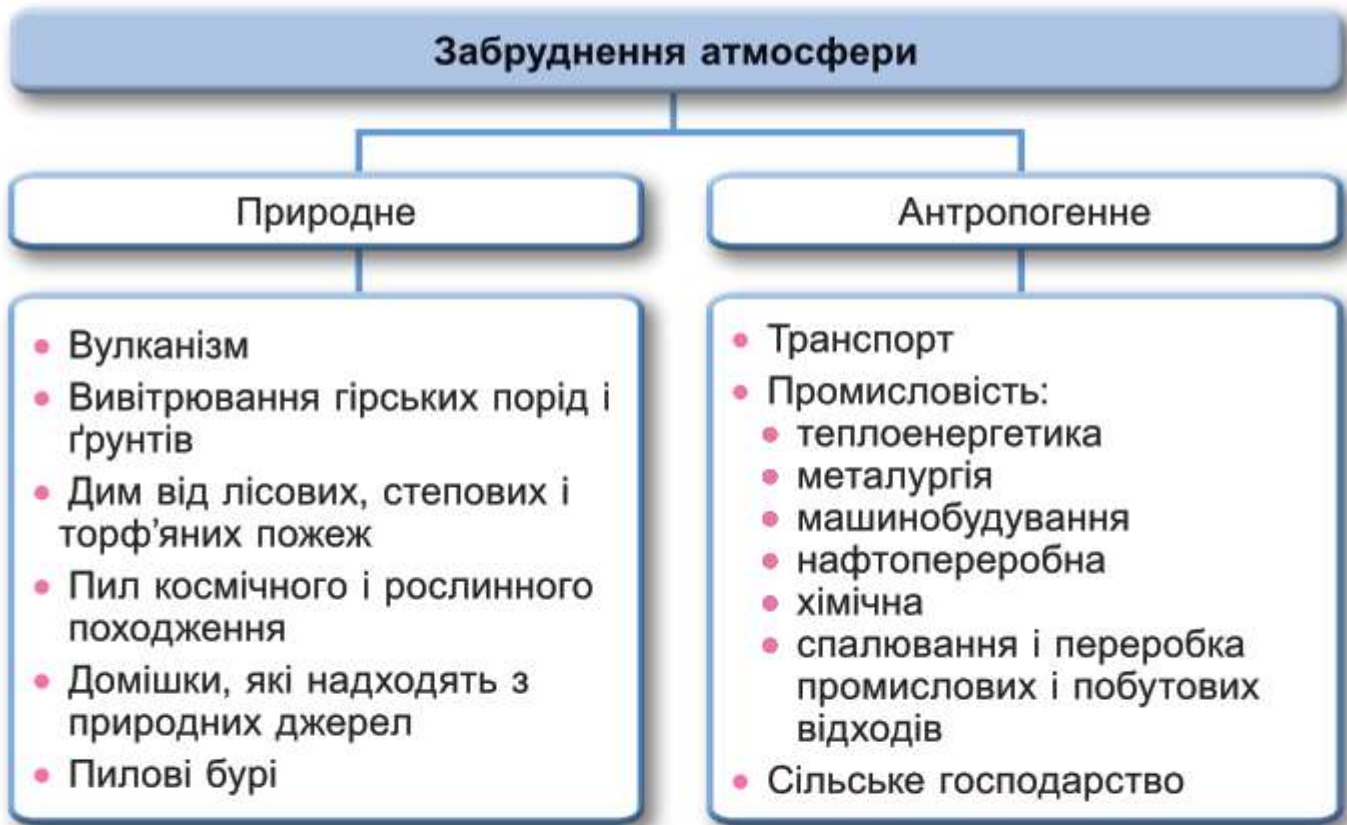 Забруднення атмосфери
Природне
Вулканізм
Вивітрювання гірських порід і
ґрунтів
Дим від лісових, степових і
торф’яних пожеж
Пил космічного і рослинного
походження
Домішки, які надходять з
природних джерел
Пилові бурі
Антропогенне
Транспорт
Промисловість:
теплоенергетика
металургія
машинобудування
нафтопереробна
хімічна
спалювання і переробка
промислових і побутових
відходів
Сільське господарство